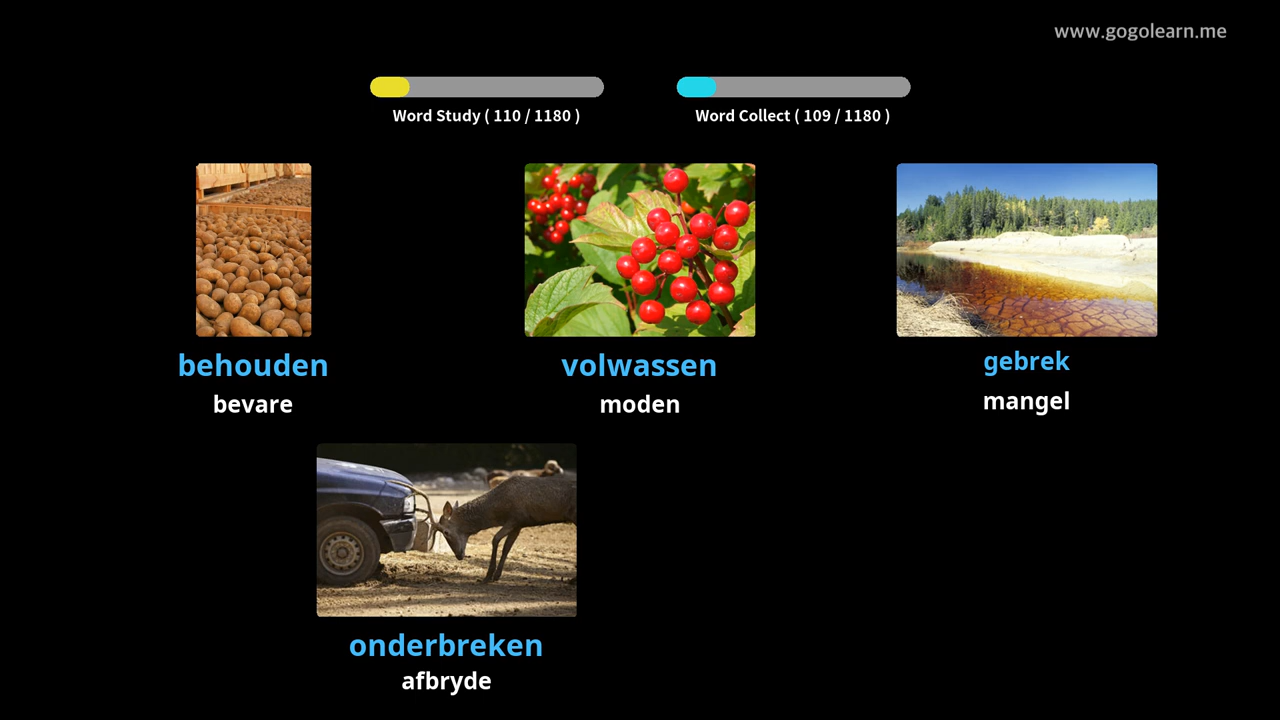 www.gogolearn.me
Word Study ( 110 / 1180 )
Word Collect ( 109 / 1180 )
behouden
bevare
volwassen
moden
gebrek
mangel
onderbreken
afbryde